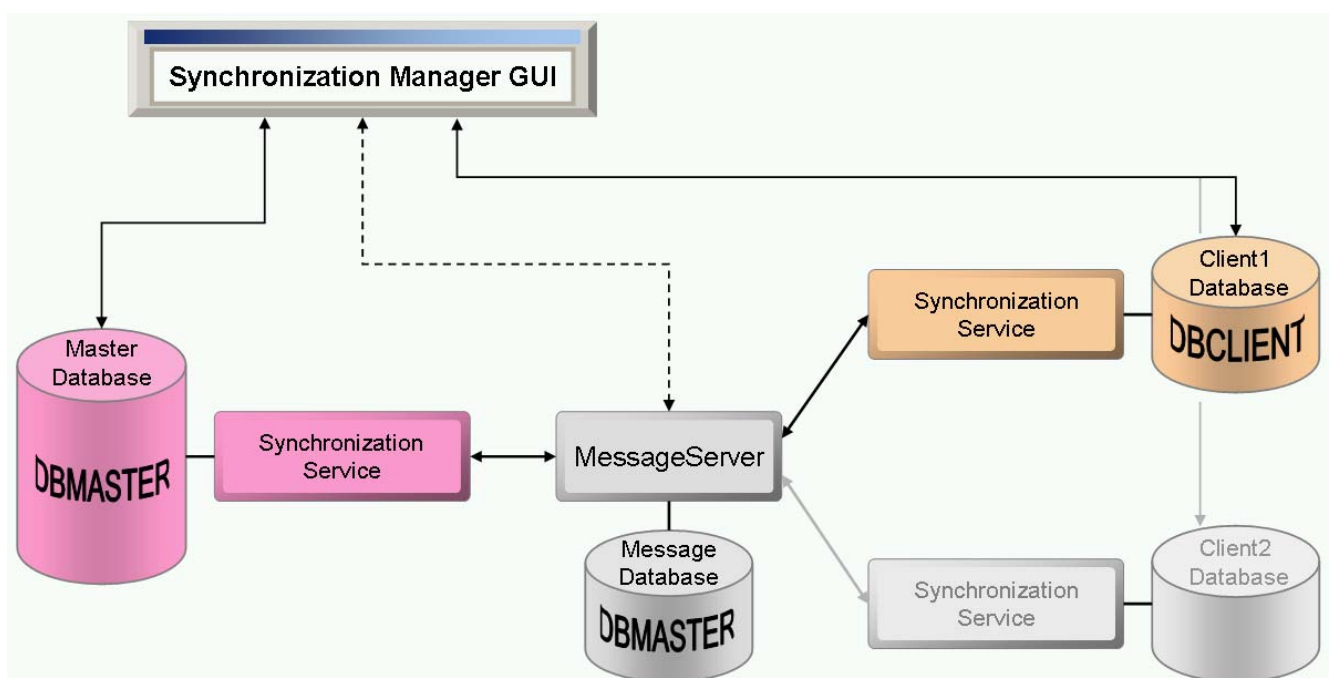 Synchronization Manager GUI
Client1
Database
DBCLIENT
Synchronization
Service
Master
Database
DBMASTER
Synchronization
Service
MessageServer
Message
Database
DBMASTER
Synchronization
Service
Client2
Database